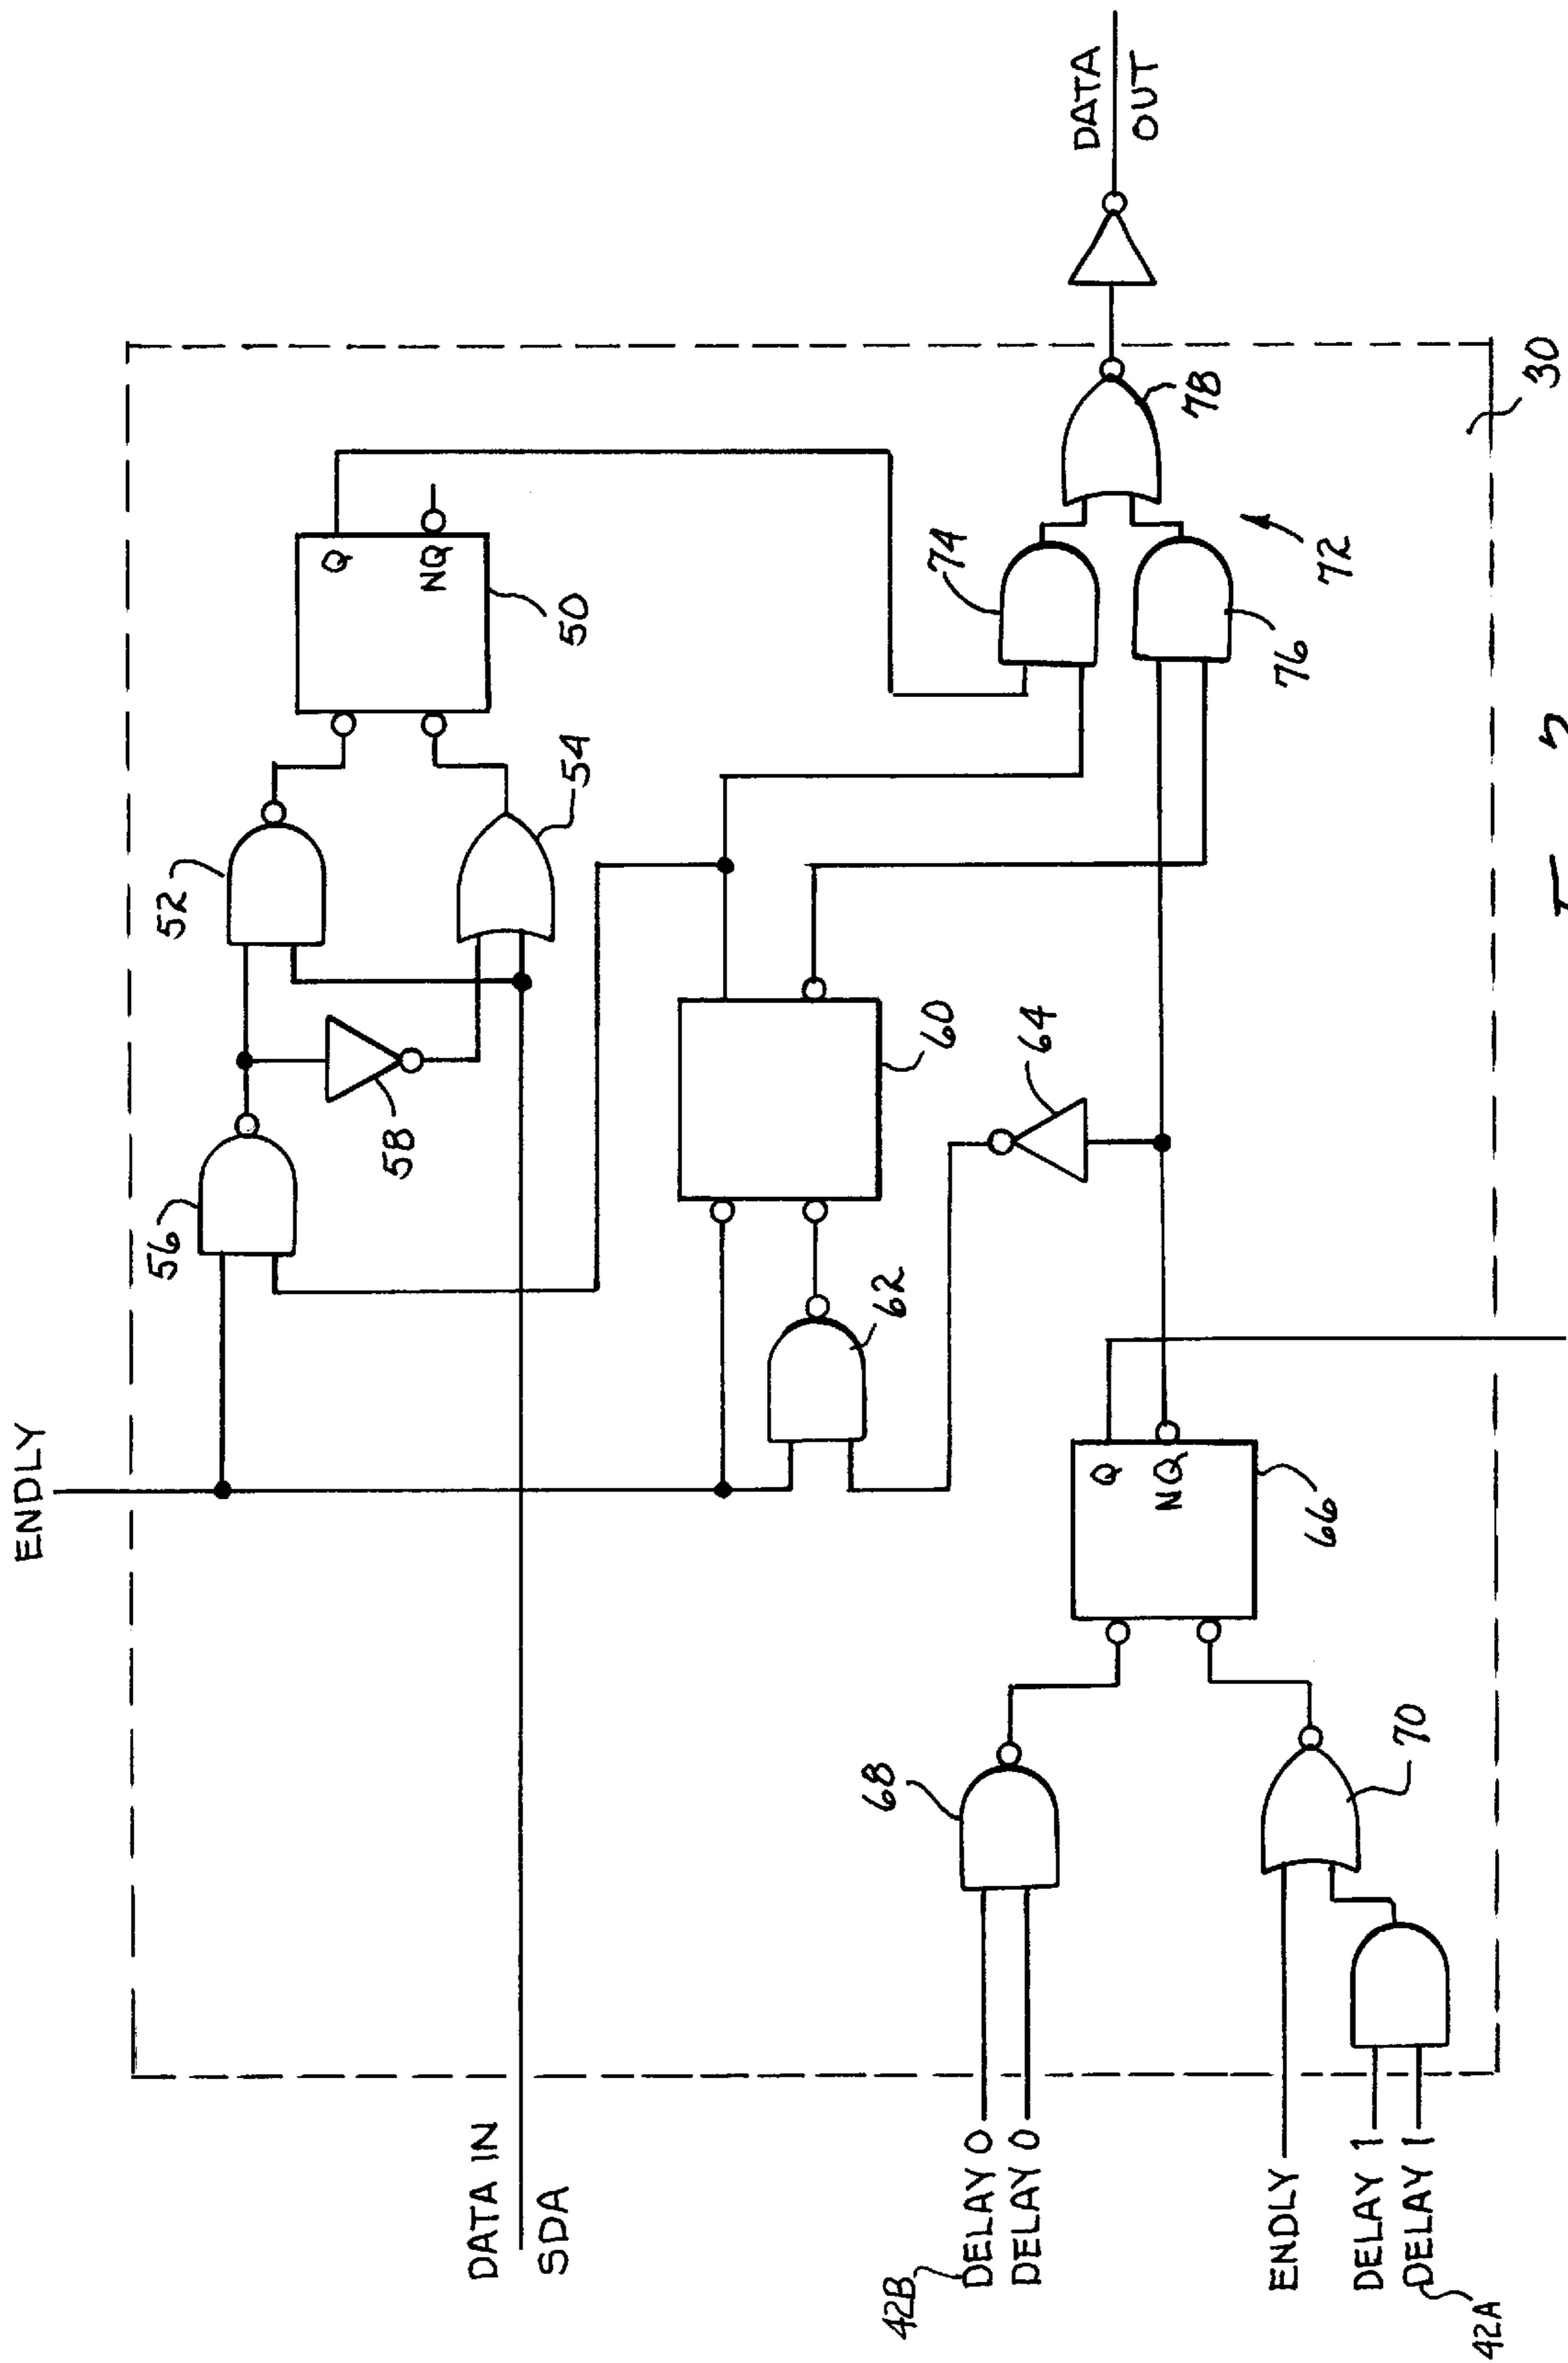 ENDLY
DATA IN
SDA
56
52
58
54
Q
NQ
50
60
62
64
42B
DELAY 0
DELAY 0
68
ENDLY
DELAY 1
DELAY 1
42A
70
Q
NQ
66
74
76
72
78
DATA
OUT
30